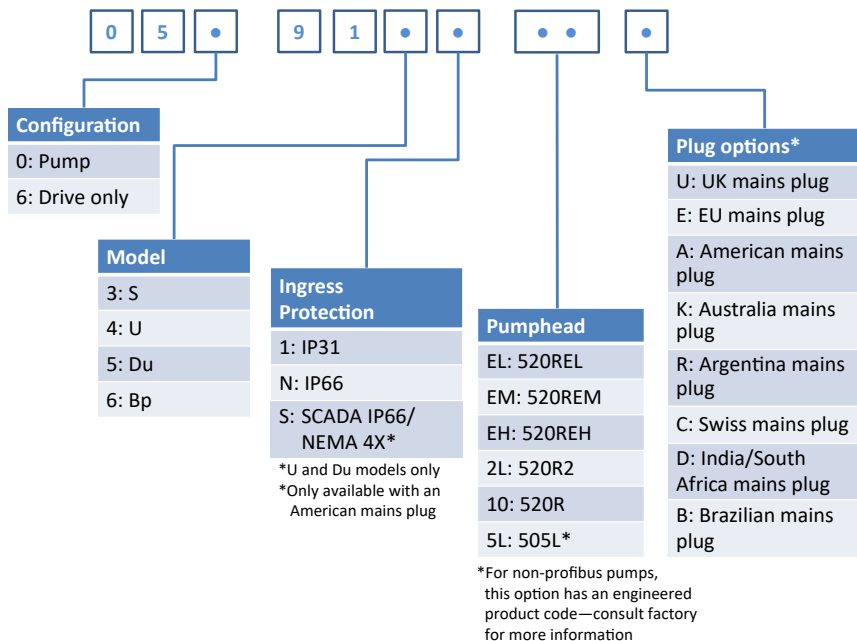 0 5 • 9 1 • • • • •
Configuration
0: Pump
6: Drive only
Model
3: S
4: U
5: Du
6: Bp
Ingress
Protection
1: IP31
N: IP66
S: SCADA IP66/
NEMA 4X*
*U and Du models only
*Only available with an
American mains plug
Pumphead
EL: 520REL
EM: 520REM
EH: 520REH
2L: 520R2
10: 520R
5L: 505L*
*For non-profibus pumps,
this option has an engineered
product code—consult factory
for more information
Plug options*
U: UK mains plug
E: EU mains plug
A: American mains
plug
K: Australia mains
plug
R: Argentina mains
plug
C: Swiss mains plug
D: India/South
Africa mains plug
B: Brazilian mains
plug